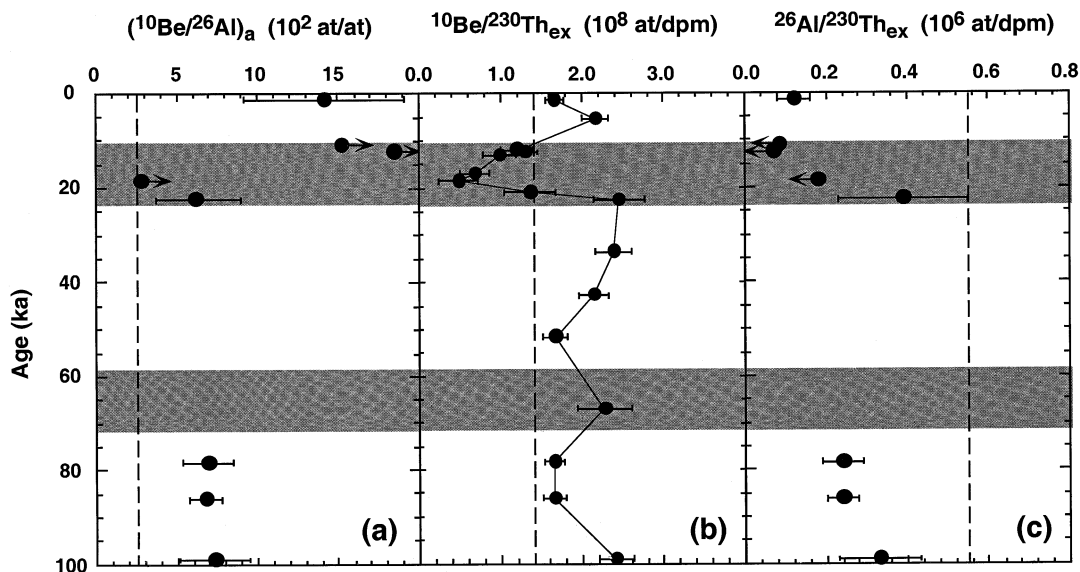 (¹⁰Be/²⁶Al)ₐ (10² at/at) ¹⁰Be/²³⁰Thₑₓ (10⁸ at/dpm) ²⁶Al/²³⁰Thₑₓ (10⁶ at/dpm)
0 5 10 15 0.0 1.0 2.0 3.0 0.0 0.2 0.4 0.6 0.8
0
20
40
60
80
100
Age (ka)
(a) (b) (c)